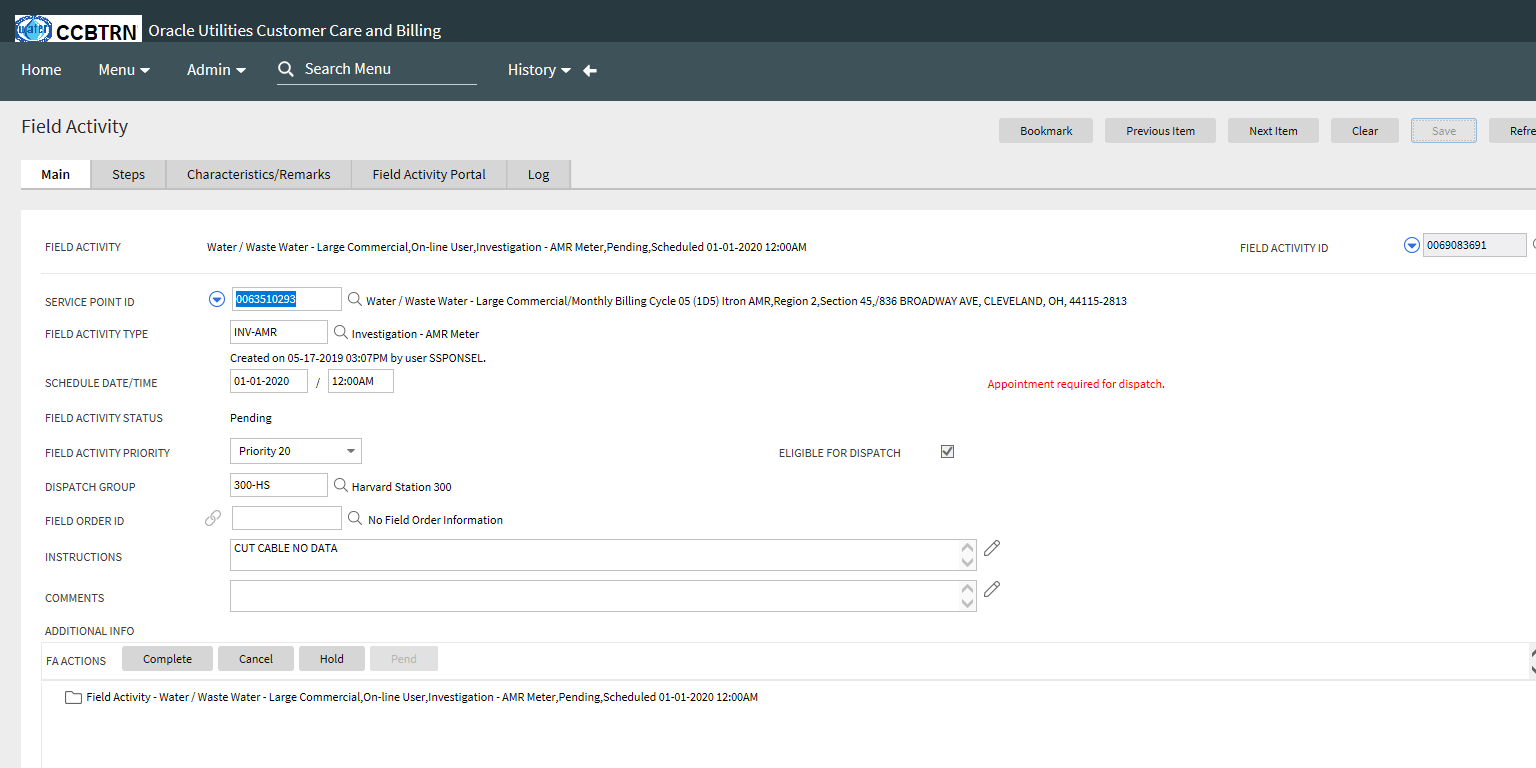 water CCBTRN Oracle Utilities Customer Care and Billing
Home Menu Admin Search Menu History
Field Activity
Bookmark Previous Item Next Item Clear Save Refre
Main Steps Characteristics/Remarks Field Activity Portal Log
FIELD ACTIVITY Water / Waste Water - Large Commercial,On-line User,Investigation - AMR Meter,Pending,Scheduled 01-01-2020 12:00AM FIELD ACTIVITY ID 0069083691
SERVICE POINT ID 0063510293 Water / Waste Water - Large Commercial/Monthly Billing Cycle 05 (1D5) Itron AMR,Region 2,Section 45,/836 BROADWAY AVE, CLEVELAND, OH, 44115-2813
FIELD ACTIVITY TYPE INV-AMR Investigation - AMR Meter
Created on 05-17-2019 03:07PM by user SSPONSEL.
SCHEDULE DATE/TIME 01-01-2020 / 12:00AM Appointment required for dispatch.
FIELD ACTIVITY STATUS Pending
FIELD ACTIVITY PRIORITY Priority 20 ELIGIBLE FOR DISPATCH
DISPATCH GROUP 300-HS Harvard Station 300
FIELD ORDER ID No Field Order Information
INSTRUCTIONS CUT CABLE NO DATA
COMMENTS
ADDITIONAL INFO
FA ACTIONS Complete Cancel Hold Pend
Field Activity - Water / Waste Water - Large Commercial,On-line User,Investigation - AMR Meter,Pending,Scheduled 01-01-2020 12:00AM